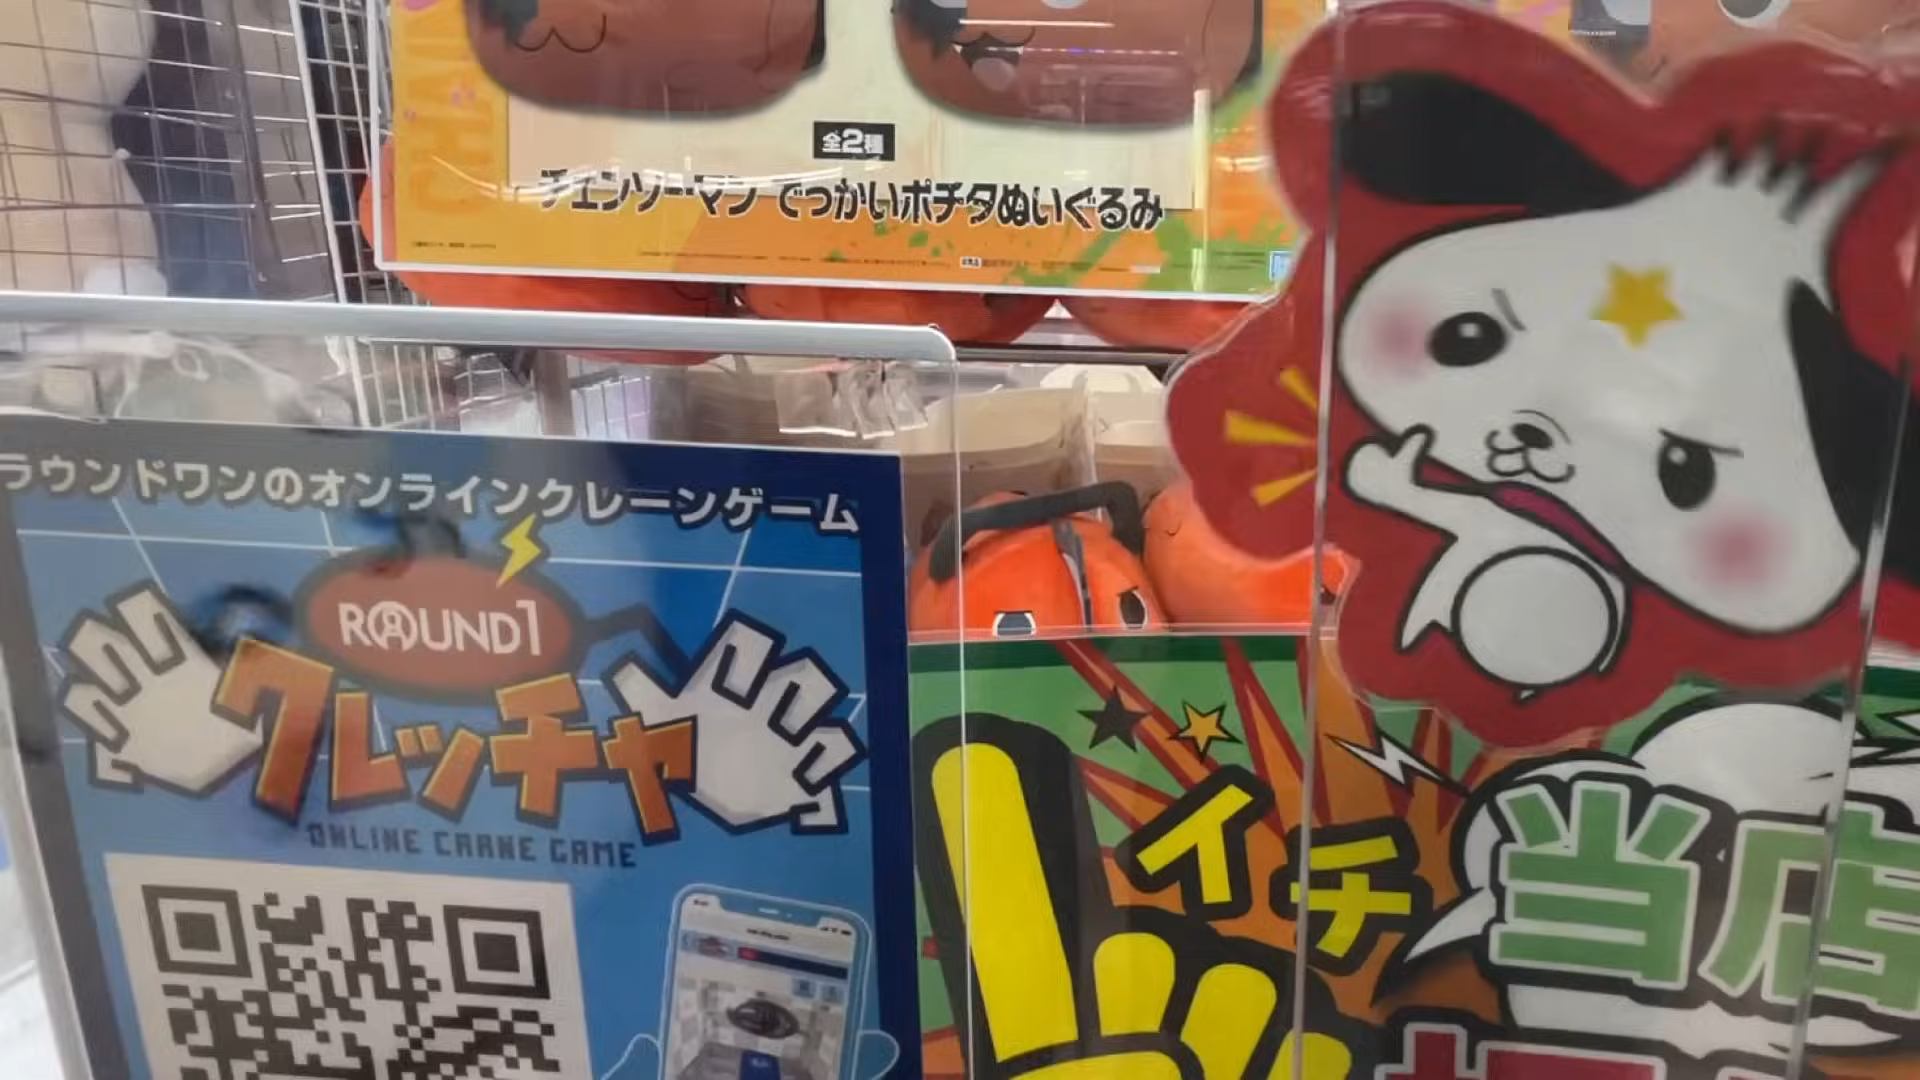 全2種
チェンソーマン でっかいポチタぬいぐるみ
ラウンドワンのオンラインクレーンゲーム
ROUND1
クレッチャ
ONLINE CRANE GAME
イチ
当店